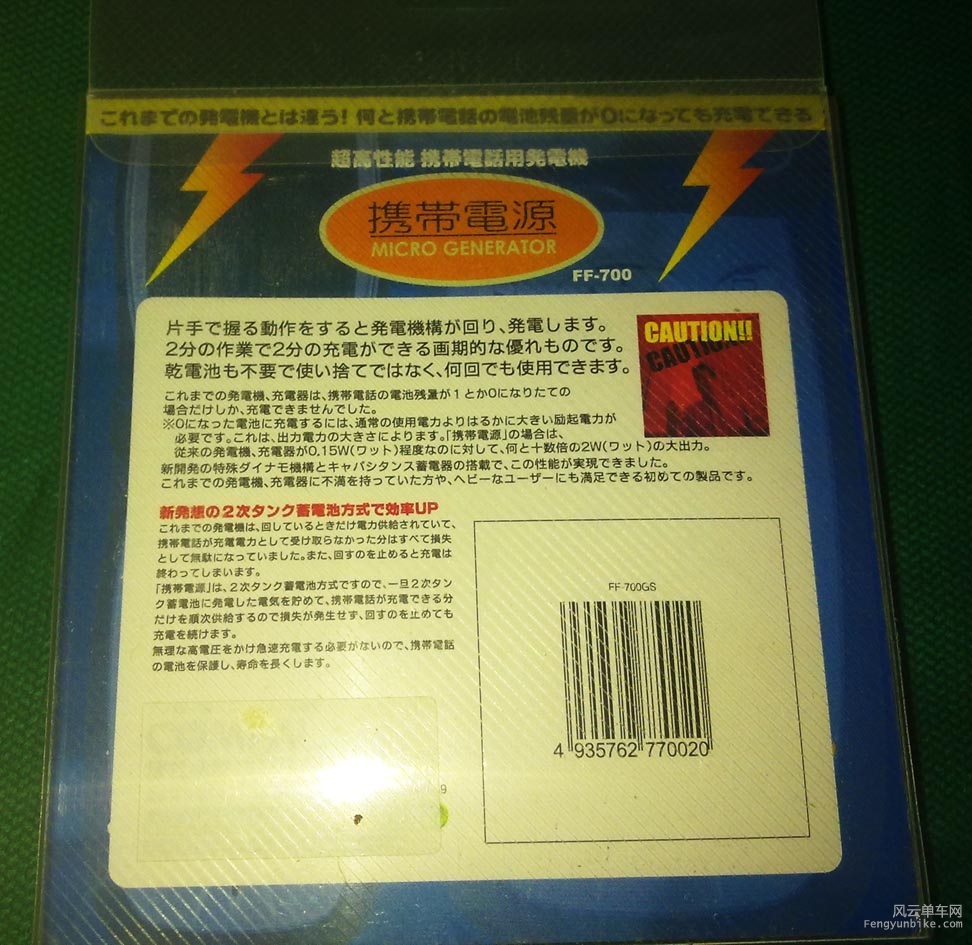 これまでの発電機とは違う！何と携帯電話の電池残量が0になっても充電できる
超高性能 携帯電話用発電機
携帯電源
MICRO GENERATOR
FF-700
片手で握る動作をすると発電機構が回り、発電します。
2分の作業で2分の充電ができる画期的な優れものです。
乾電池も不要で使い捨てではなく、何回でも使用できます。
CAUTION!!
CAUTION!!
これまでの発電機、充電器は、携帯電話の電池残量が1とか0になりたての
場合だけしか、充電できませんでした。
※0になった電池に充電するには、通常の使用電力よりはるかに大きい励起電力が
必要です。これは、出力電力の大きさによります。「携帯電源」の場合は、
従来の発電機、充電器が0.15W(ワット)程度なのに対して、何と十数倍の2W(ワット)の大出力。
新開発の特殊ダイナモ機構とキャパシタンス蓄電器の搭載で、この性能が実現できました。
これまでの発電機、充電器に不満を持っていた方や、ヘビーなユーザーにも満足できる初めての製品です。
新発想の2次タンク蓄電池方式で効率UP
これまでの発電機は、回しているときだけ電力供給されていて、
携帯電話が充電電力として受け取らなかった分はすべて損失
として無駄になっていました。また、回すのを止めると充電は
終わってしまいます。
「携帯電源」は、2次タンク蓄電池方式ですので、一旦2次タン
ク蓄電池に発電した電気を貯めて、携帯電話が充電できる分
だけを順次供給するので損失が発生せず、回すのを止めても
充電を続けます。
無理な高電圧をかけ急速充電する必要がないので、携帯電話
の電池を保護し、寿命を長くします。
FF-700GS
4 935762 770020
9
风云单车网
Fengyunbike.com